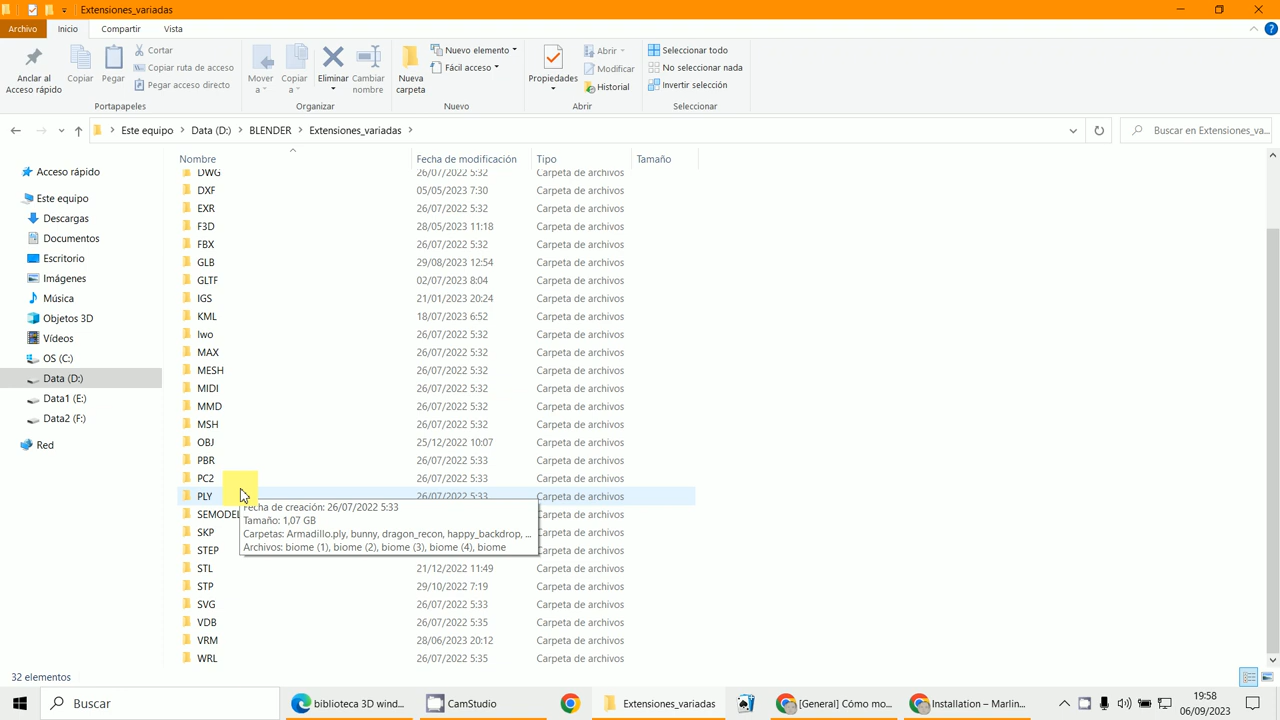 Extensiones_variadas
Archivo Inicio Compartir Vista
Anclar al Acceso rápido
Copiar
Pegar
Cortar
Copiar ruta de acceso
Pegar acceso directo
Portapapeles
Mover a
Copiar a
Eliminar
Cambiar nombre
Organizar
Nueva carpeta
Nuevo elemento
Fácil acceso
Nuevo
Propiedades
Abrir
Modificar
Historial
Abrir
Seleccionar todo
No seleccionar nada
Invertir selección
Seleccionar
Este equipo > Data (D:) > BLENDER > Extensiones_variadas >
Buscar en Extensiones_va...
Acceso rápido
Este equipo
Descargas
Documentos
Escritorio
Imágenes
Música
Objetos 3D
Vídeos
OS (C:)
Data (D:)
Data1 (E:)
Data2 (F:)
Red
Nombre Fecha de modificación Tipo Tamaño
DWG 26/07/2022 5:32 Carpeta de archivos
DXF 05/05/2023 7:30 Carpeta de archivos
EXR 26/07/2022 5:32 Carpeta de archivos
F3D 28/05/2023 11:18 Carpeta de archivos
FBX 26/07/2022 5:32 Carpeta de archivos
GLB 29/08/2023 12:54 Carpeta de archivos
GLTF 02/07/2023 8:04 Carpeta de archivos
IGS 21/01/2023 20:24 Carpeta de archivos
KML 18/07/2023 6:52 Carpeta de archivos
lwo 26/07/2022 5:32 Carpeta de archivos
MAX 26/07/2022 5:32 Carpeta de archivos
MESH 26/07/2022 5:32 Carpeta de archivos
MIDI 26/07/2022 5:32 Carpeta de archivos
MMD 26/07/2022 5:32 Carpeta de archivos
MSH 26/07/2022 5:32 Carpeta de archivos
OBJ 25/12/2022 10:07 Carpeta de archivos
PBR 26/07/2022 5:33 Carpeta de archivos
PC2 26/07/2022 5:33 Carpeta de archivos
PLY 26/07/2022 5:33 Carpeta de archivos
Fecha de creación: 26/07/2022 5:33
Tamaño: 1,07 GB
Carpetas: Armadillo.ply, bunny, dragon_recon, happy_backdrop, ...
Archivos: biome (1), biome (2), biome (3), biome (4), biome
SEMODEL Carpeta de archivos
SKP Carpeta de archivos
STEP Carpeta de archivos
STL 21/12/2022 11:49 Carpeta de archivos
STP 29/10/2022 7:19 Carpeta de archivos
SVG 26/07/2022 5:33 Carpeta de archivos
VDB 26/07/2022 5:35 Carpeta de archivos
VRM 28/06/2023 20:12 Carpeta de archivos
WRL 26/07/2022 5:35 Carpeta de archivos
32 elementos
Buscar
biblioteca 3D wind...
CamStudio
Extensiones_variadas
[General] Cómo mo...
Installation – Marlin...
19:58
06/09/2023